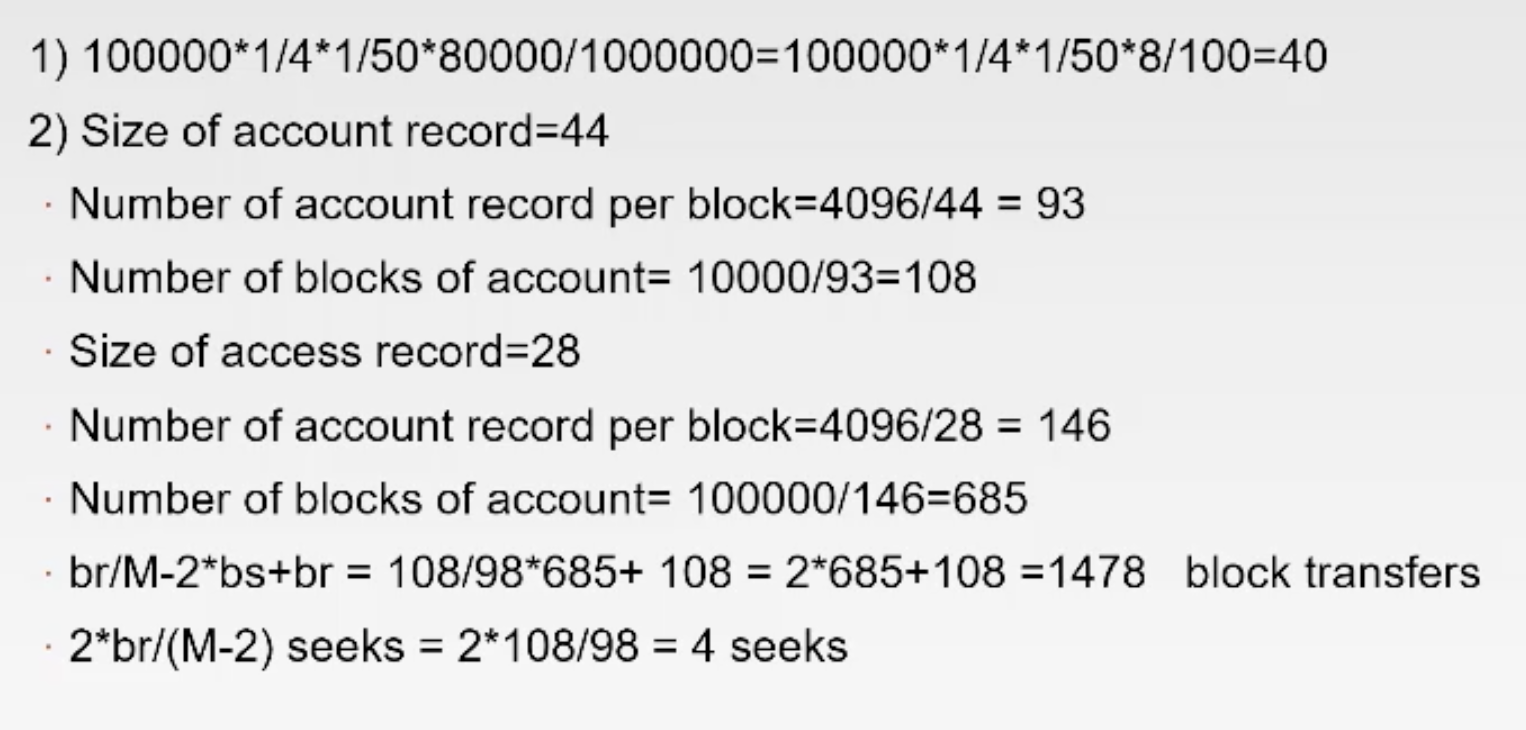 1) 100000*1/4*1/50*80000/1000000=100000*1/4*1/50*8/100=40
2) Size of account record=44
· Number of account record per block=4096/44 = 93
· Number of blocks of account= 10000/93=108
· Size of access record=28
· Number of account record per block=4096/28 = 146
· Number of blocks of account= 100000/146=685
· br/M-2*bs+br = 108/98*685+ 108 = 2*685+108 =1478 block transfers
· 2*br/(M-2) seeks = 2*108/98 = 4 seeks